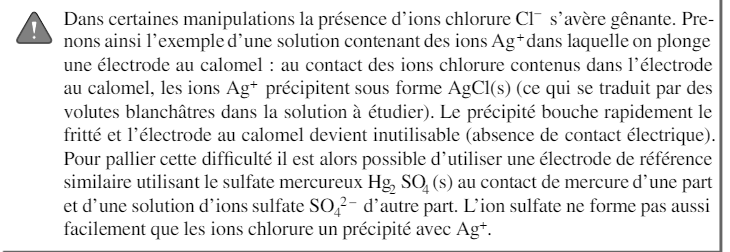 Dans certaines manipulations la présence d'ions chlorure Cl⁻ s'avère gênante. Pre-
nons ainsi l'exemple d'une solution contenant des ions Ag⁺dans laquelle on plonge
une électrode au calomel : au contact des ions chlorure contenus dans l'électrode
au calomel, les ions Ag⁺ précipitent sous forme AgCl(s) (ce qui se traduit par des
volutes blanchâtres dans la solution à étudier). Le précipité bouche rapidement le
fritté et l'électrode au calomel devient inutilisable (absence de contact électrique).
Pour pallier cette difficulté il est alors possible d'utiliser une électrode de référence
similaire utilisant le sulfate mercureux Hg₂ SO₄ (s) au contact de mercure d'une part
et d'une solution d'ions sulfate SO₄²⁻ d'autre part. L'ion sulfate ne forme pas aussi
facilement que les ions chlorure un précipité avec Ag⁺.